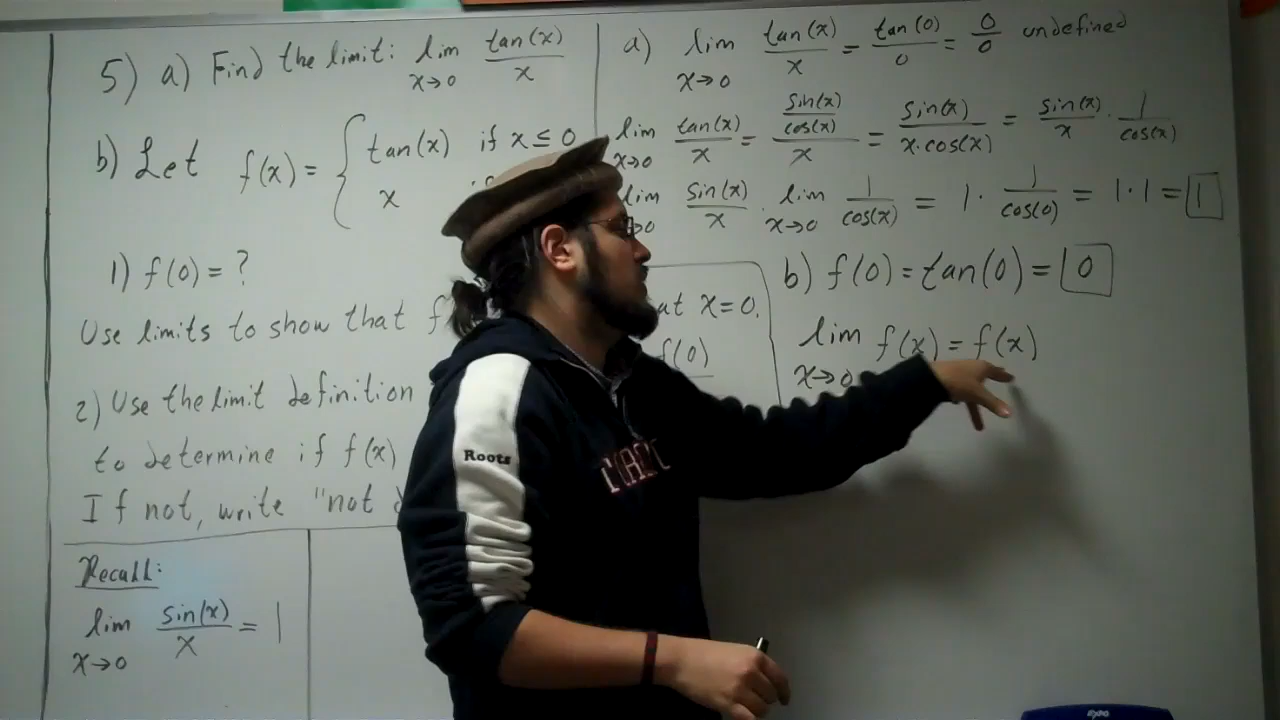 5) a) Find the limit: lim x→0 tan(x)/x
b) Let f(x) = { tan(x) if x ≤ 0
x
1) f(0) = ?
Use limits to show that f at x=0.
f(0)
2) Use the limit definition
to determine if f(x)
If not, write "not
Recall:
lim x→0 sin(x)/x = 1
a) lim x→0 tan(x)/x = tan(0)/0 = 0/0 undefined
lim x→0 tan(x)/x = (sin(x)/cos(x))/x = sin(x)/(x·cos(x)) = sin(x)/x · 1/cos(x)
lim sin(x)/x · lim x→0 1/cos(x) = 1 · 1/cos(0) = 1·1 = 1
b) f(0) = tan(0) = 0
lim x→0 f(x) = f(x)
Roots
EXPO